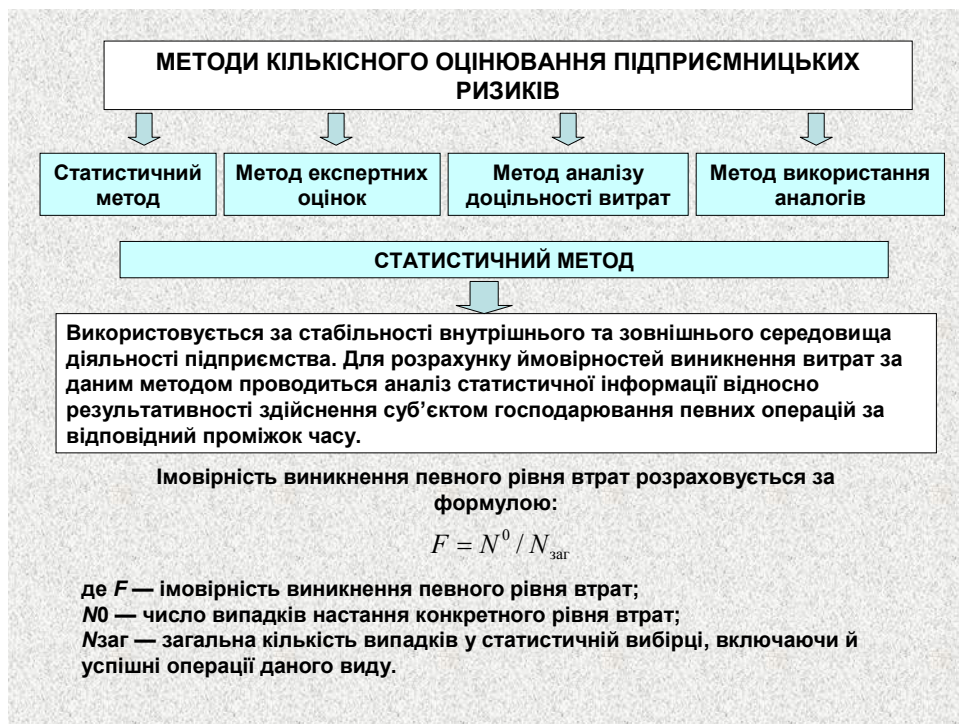 МЕТОДИ КІЛЬКІСНОГО ОЦІНЮВАННЯ ПІДПРИЄМНИЦЬКИХ
РИЗИКІВ
Статистичний
метод
Метод експертних
оцінок
Метод аналізу
доцільності витрат
Метод використання
аналогів
СТАТИСТИЧНИЙ МЕТОД
Використовується за стабільності внутрішнього та зовнішнього середовища
діяльності підприємства. Для розрахунку ймовірностей виникнення витрат за
даним методом проводиться аналіз статистичної інформації відносно
результативності здійснення суб’єктом господарювання певних операцій за
відповідний проміжок часу.
Імовірність виникнення певного рівня втрат розраховується за
формулою:
F = N⁰ / Nзаг
де F — імовірність виникнення певного рівня втрат;
N0 — число випадків настання конкретного рівня втрат;
Nзаг — загальна кількість випадків у статистичній вибірці, включаючи й
успішні операції даного виду.